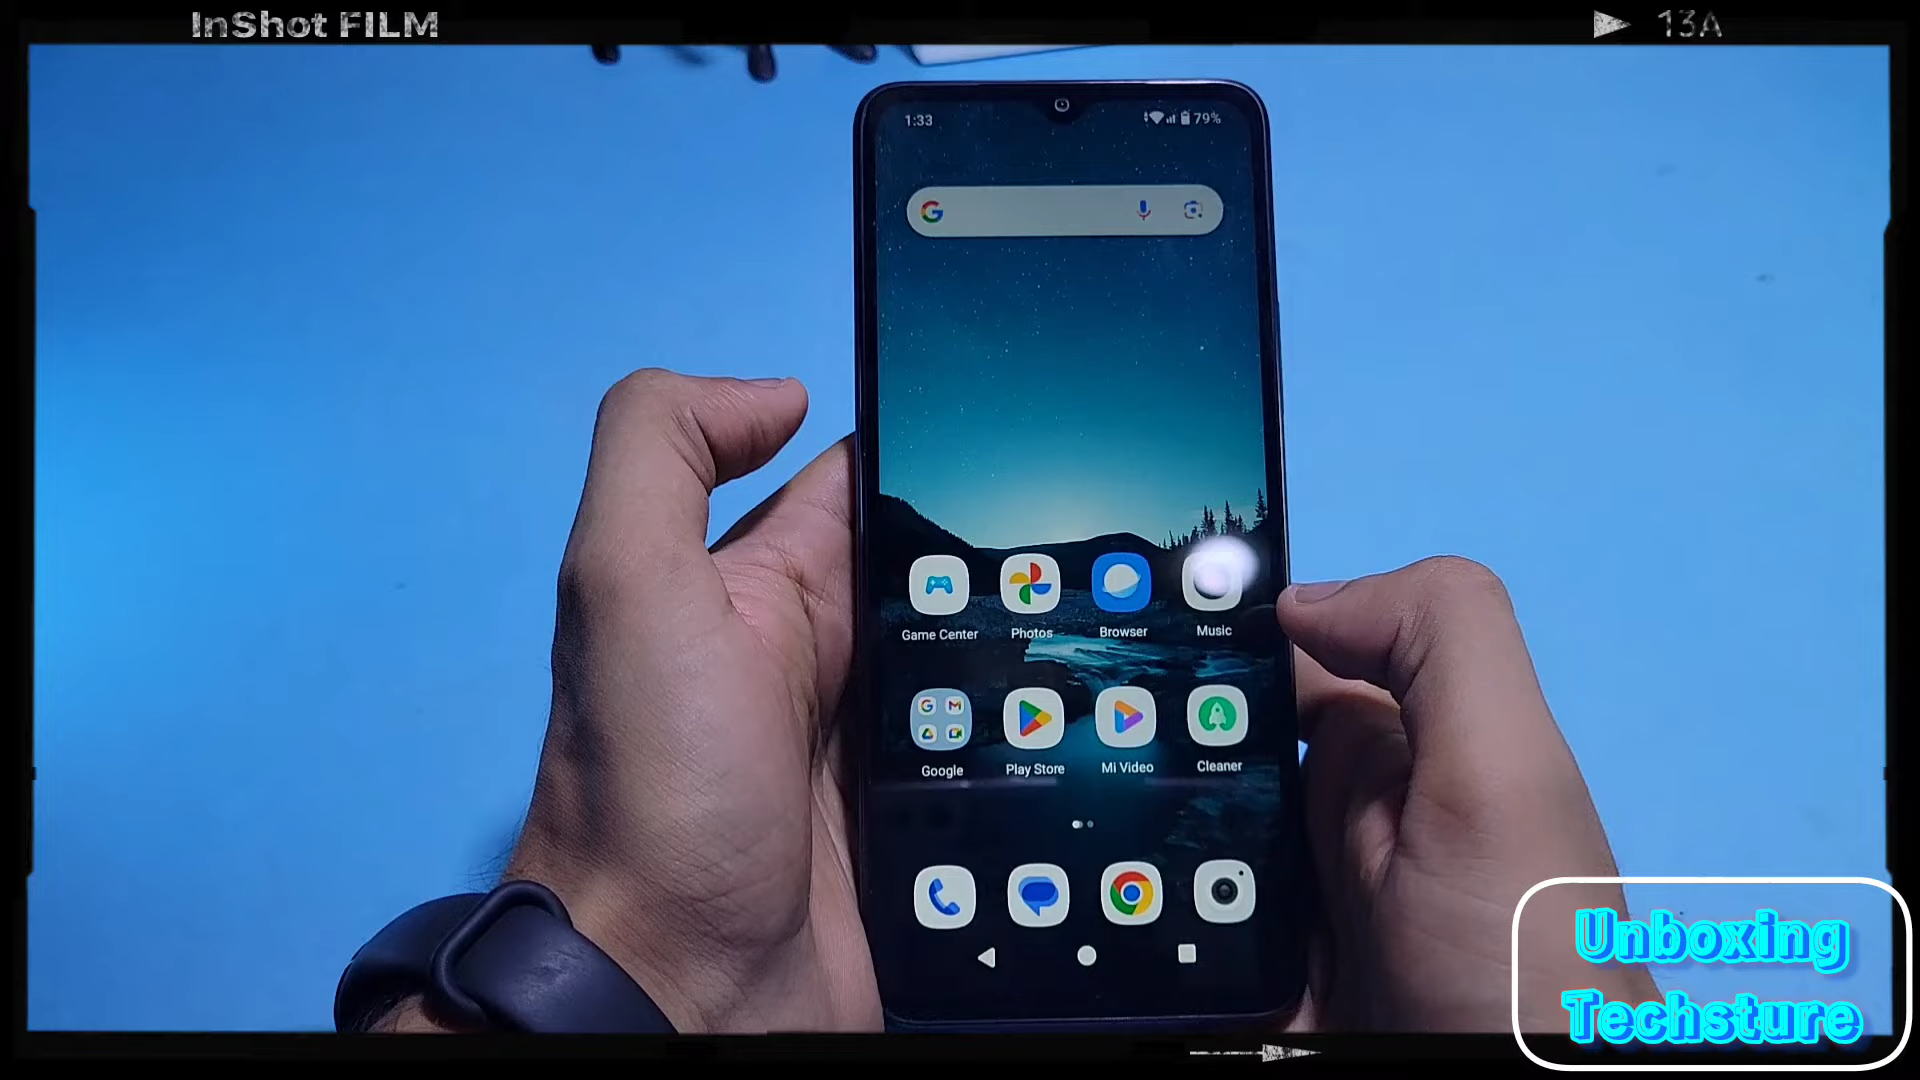 InShot FILM
13A
1:33
79%
Game Center
Photos
Browser
Music
Google
Play Store
Mi Video
Cleaner
Unboxing
Techsture